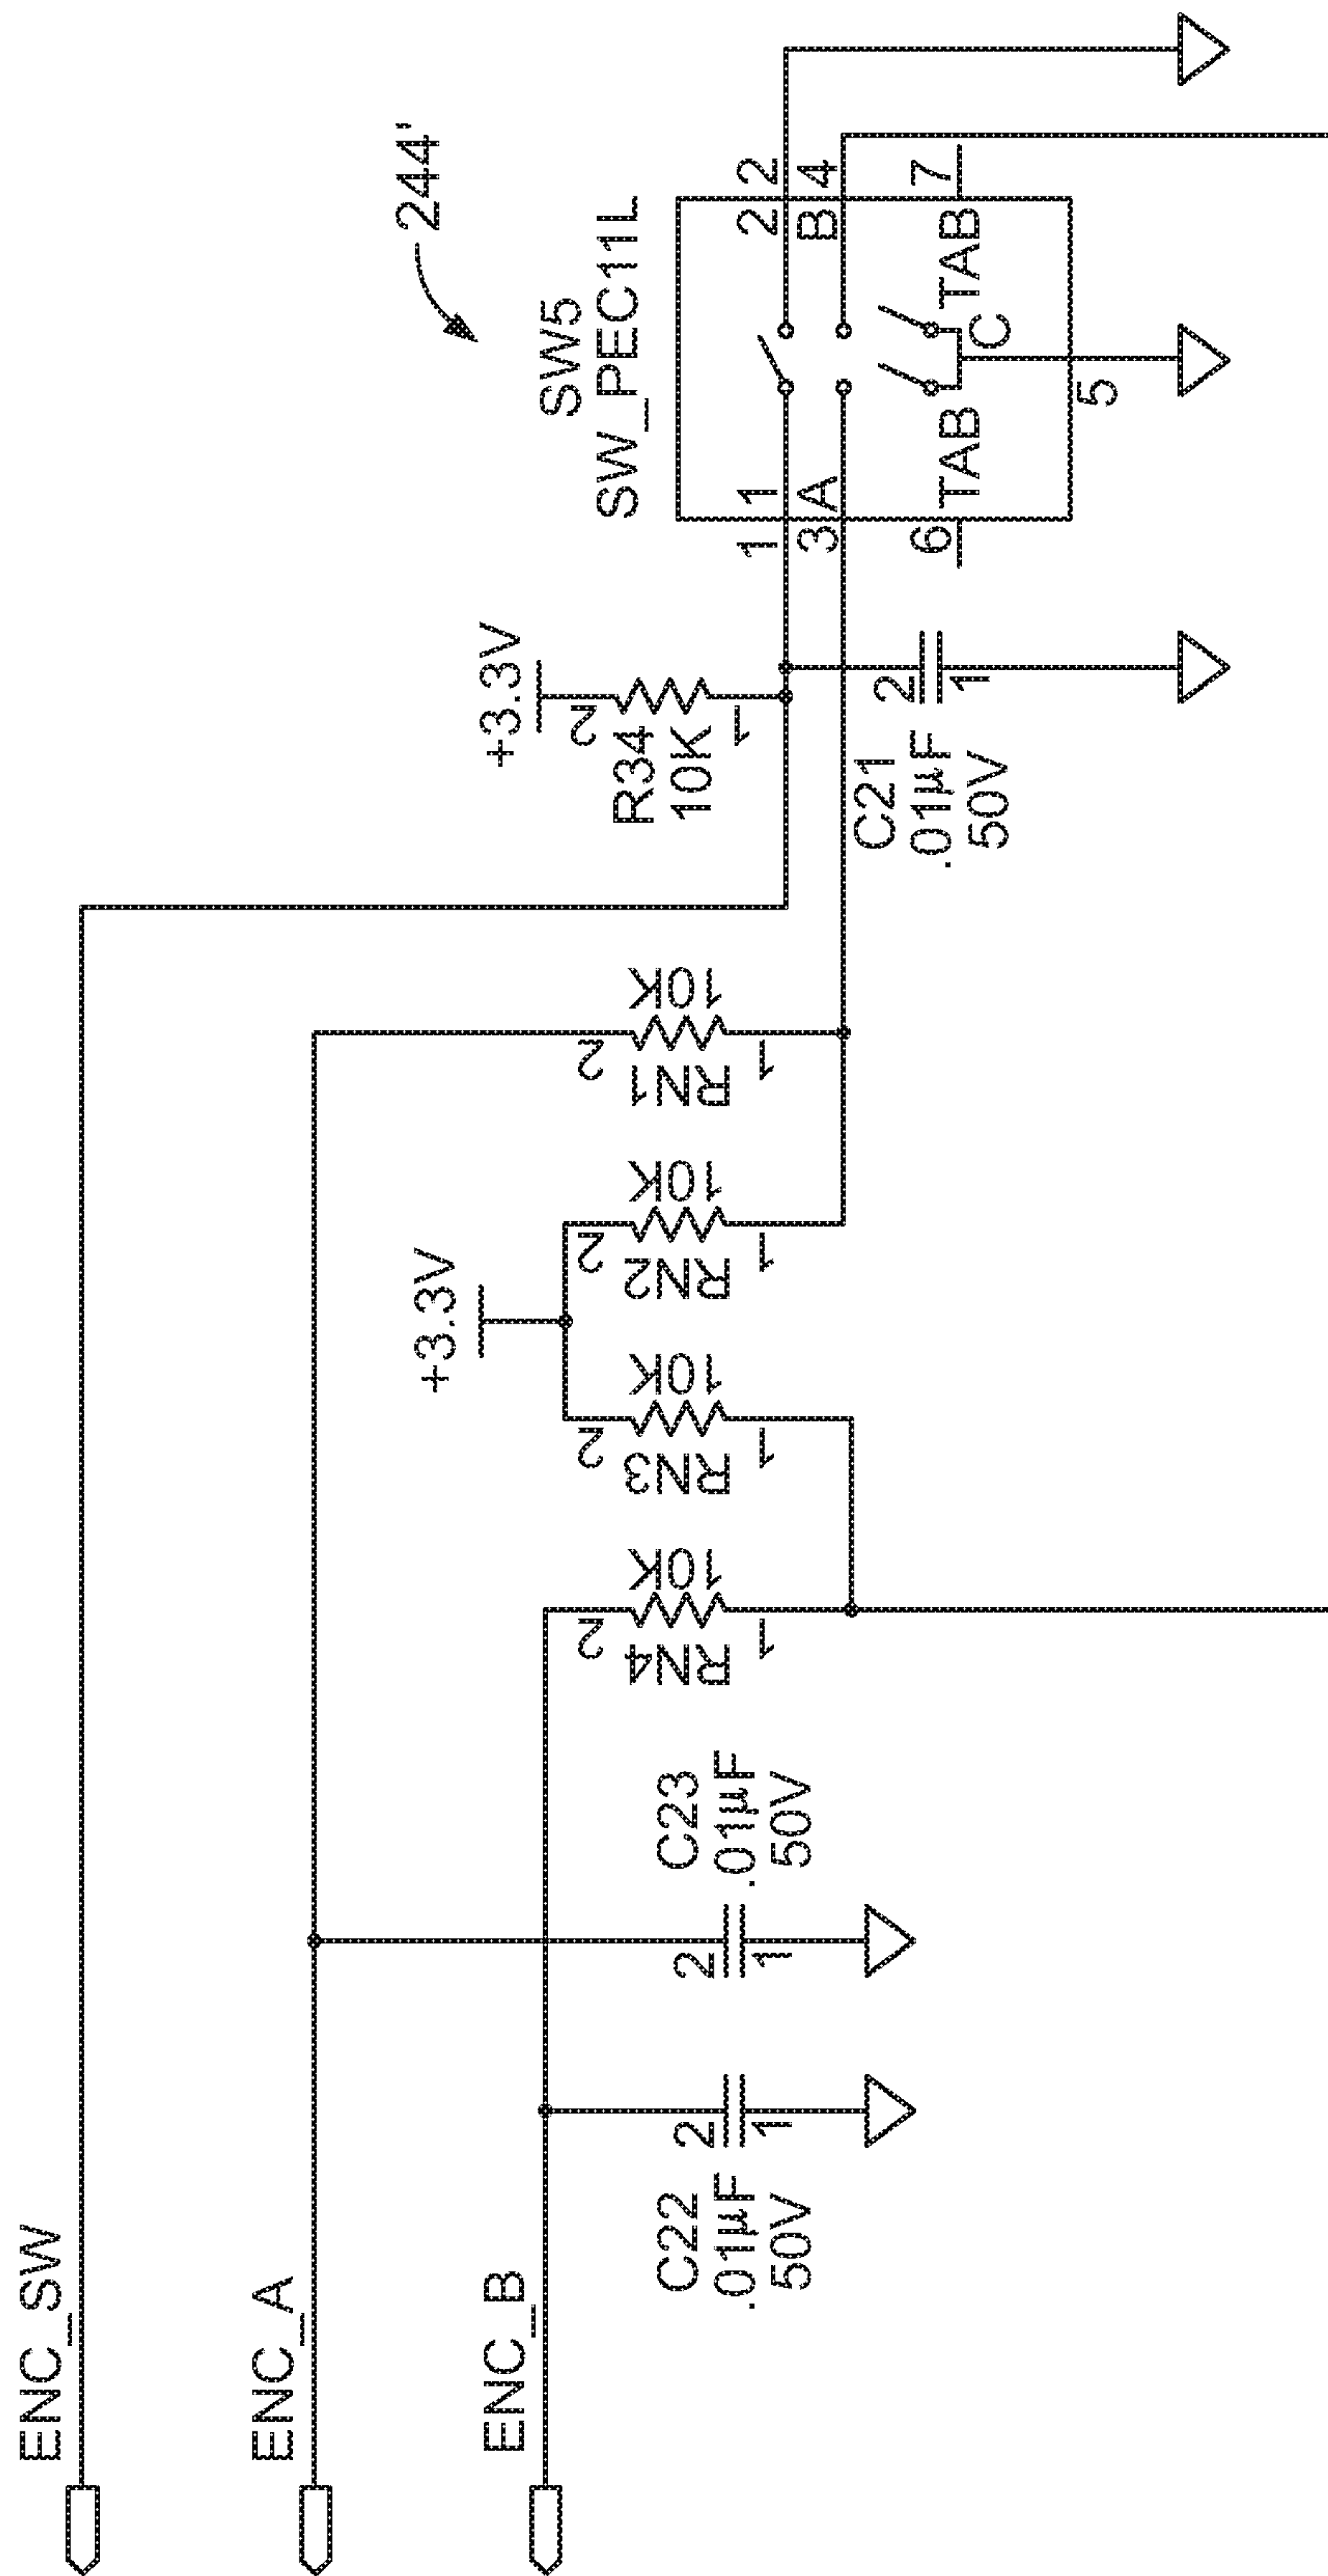 ENC_SW
ENC_A
ENC_B
C22
.01µF
50V
2
1
C23
.01µF
50V
2
1
RN4
10K
2
1
RN3
10K
2
1
+3.3V
RN2
10K
2
1
RN1
10K
2
1
+3.3V
R34
10K
2
1
C21
.01µF
50V
2
1
244'
SW5
SW_PEC11L
1 1
2 2
3 A
B 4
6 TAB
TAB 7
C
5